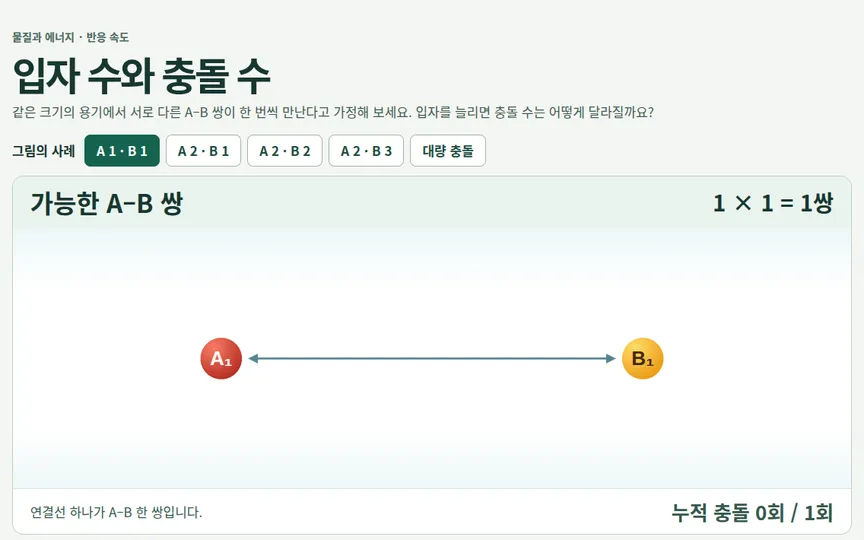 물질과 에너지 · 반응 속도
입자 수와 충돌 수
같은 크기의 용기에서 서로 다른 A–B 쌍이 한 번씩 만난다고 가정해 보세요. 입자를 늘리면 충돌 수는 어떻게 달라질까요?
그림의 사례 A 1 · B 1 A 2 · B 1 A 2 · B 2 A 2 · B 3 대량 충돌
가능한 A–B 쌍 1 × 1 = 1쌍
A₁ B₁
연결선 하나가 A–B 한 쌍입니다. 누적 충돌 0회 / 1회